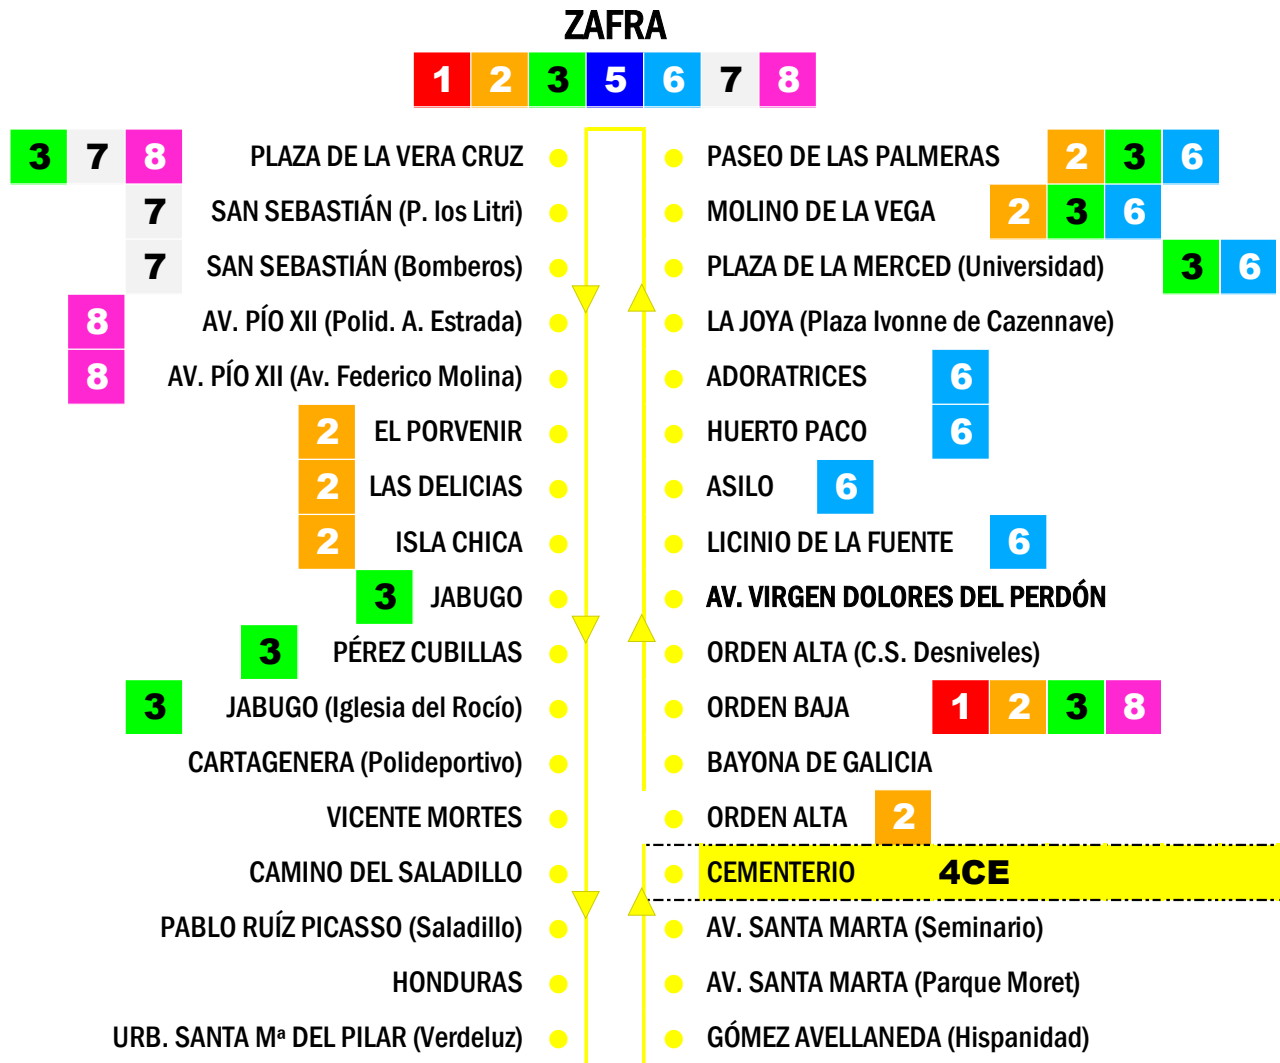 ZAFRA
1 2 3 5 6 7 8
3 7 8 PLAZA DE LA VERA CRUZ
7 SAN SEBASTIÁN (P. los Litri)
7 SAN SEBASTIÁN (Bomberos)
8 AV. PÍO XII (Polid. A. Estrada)
8 AV. PÍO XII (Av. Federico Molina)
2 EL PORVENIR
2 LAS DELICIAS
2 ISLA CHICA
3 JABUGO
3 PÉREZ CUBILLAS
3 JABUGO (Iglesia del Rocío)
CARTAGENERA (Polideportivo)
VICENTE MORTES
CAMINO DEL SALADILLO
PABLO RUÍZ PICASSO (Saladillo)
HONDURAS
URB. SANTA Mª DEL PILAR (Verdeluz)
PASEO DE LAS PALMERAS 2 3 6
MOLINO DE LA VEGA 2 3 6
PLAZA DE LA MERCED (Universidad) 3 6
LA JOYA (Plaza Ivonne de Cazennave)
ADORATRICES 6
HUERTO PACO 6
ASILO 6
LICINIO DE LA FUENTE 6
AV. VIRGEN DOLORES DEL PERDÓN
ORDEN ALTA (C.S. Desniveles)
ORDEN BAJA 1 2 3 8
BAYONA DE GALICIA
ORDEN ALTA 2
CEMENTERIO 4CE
AV. SANTA MARTA (Seminario)
AV. SANTA MARTA (Parque Moret)
GÓMEZ AVELLANEDA (Hispanidad)